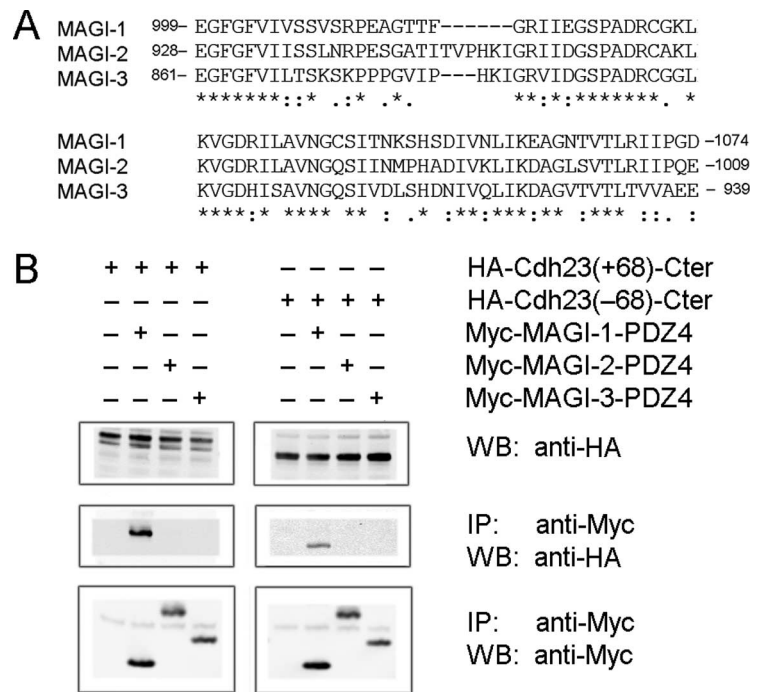 A
MAGI-1 999– EGFGFVIVSSVSRPEAGTTF------GRIIEGSPADRCGKL
MAGI-2 928– EGFGFVIISSLNRPESGATITVPHKIGRIIDGSPADRCAKL
MAGI-3 861– EGFGFVILTSKSKPPPGVIP---HKIGRVIDGSPADRCGGL
*******::* .:* .*. **:*:*******. *
MAGI-1 KVGDRILAVNGCSITNKSHSDIVNLIKEAGNTVTLRIIPGD –1074
MAGI-2 KVGDRILAVNGQSIINMPHADIVKLIKDAGLSVTLRIIPQE –1009
MAGI-3 KVGDHISAVNGQSIVDLSHDNIVQLIKDAGVTVTLTVVAEE – 939
****:* **** ** : .* :**:***:** :*** ::. :
B
+ + + + – – – – HA-Cdh23(+68)-Cter
– – – – + + + + HA-Cdh23(–68)-Cter
– + – – – + – – Myc-MAGI-1-PDZ4
– – + – – – + – Myc-MAGI-2-PDZ4
– – – + – – – + Myc-MAGI-3-PDZ4
WB: anti-HA
IP: anti-Myc
WB: anti-HA
IP: anti-Myc
WB: anti-Myc